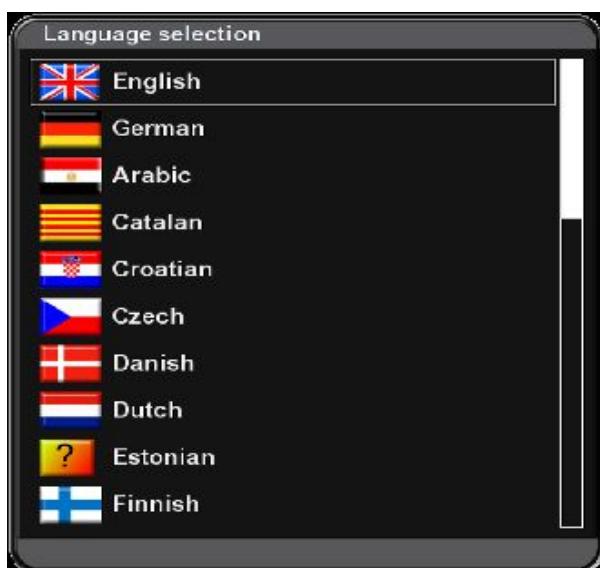 Language selection
English
German
Arabic
Catalan
Croatian
Czech
Danish
Dutch
? Estonian
Finnish